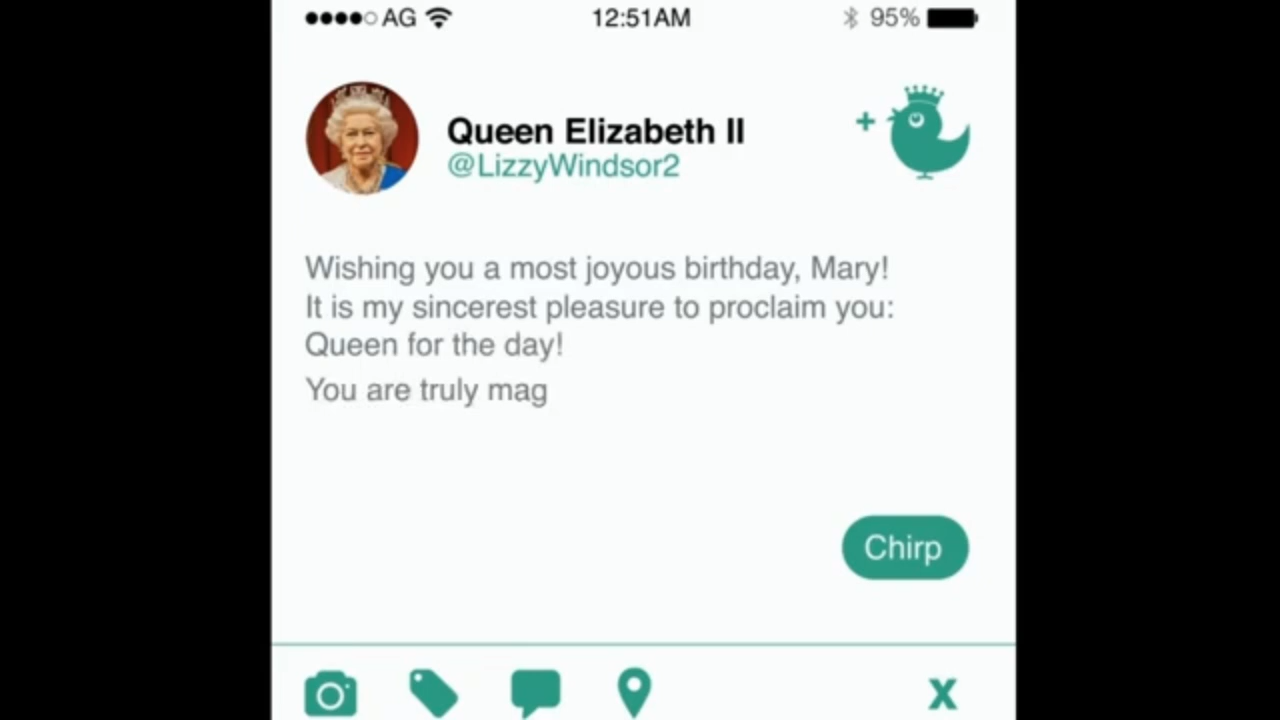 AG 12:51AM 95%
Queen Elizabeth II
@LizzyWindsor2
Wishing you a most joyous birthday, Mary!
It is my sincerest pleasure to proclaim you:
Queen for the day!
You are truly mag
Chirp
X